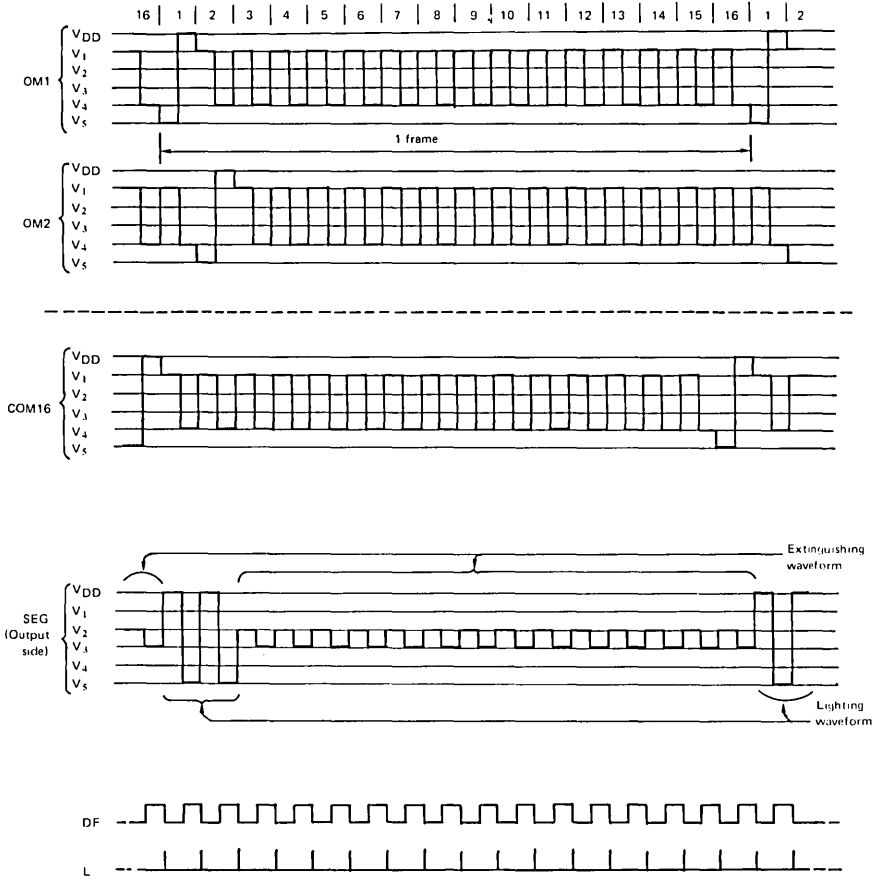 16 1 2 3 4 5 6 7 8 9 10 11 12 13 14 15 16 1 2
VDD
V1
V2
OM1
V3
V4
V5
1 frame
VDD
V1
V2
OM2
V3
V4
V5
VDD
V1
V2
COM16
V3
V4
V5
Extinguishing
waveform
VDD
V1
SEG
(Output
side)
V2
V3
V4
V5
Lighting
waveform
DF
L